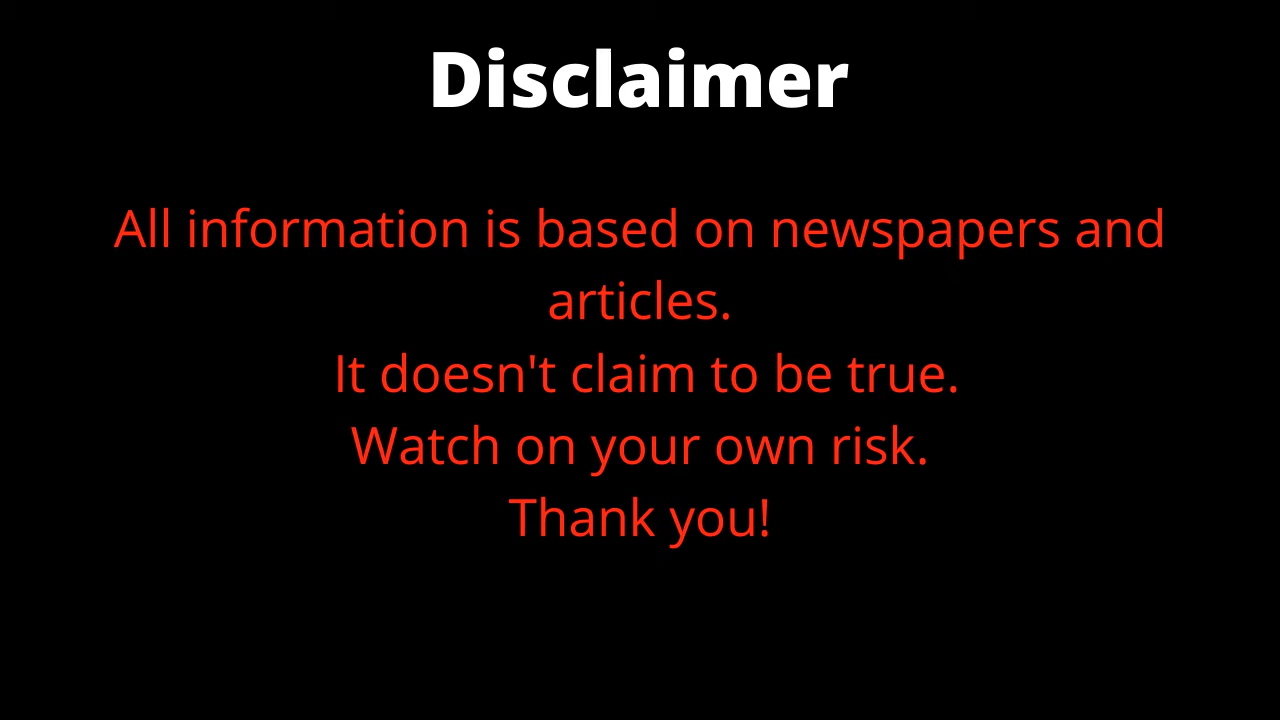 Disclaimer
All information is based on newspapers and
articles.
It doesn't claim to be true.
Watch on your own risk.
Thank you!